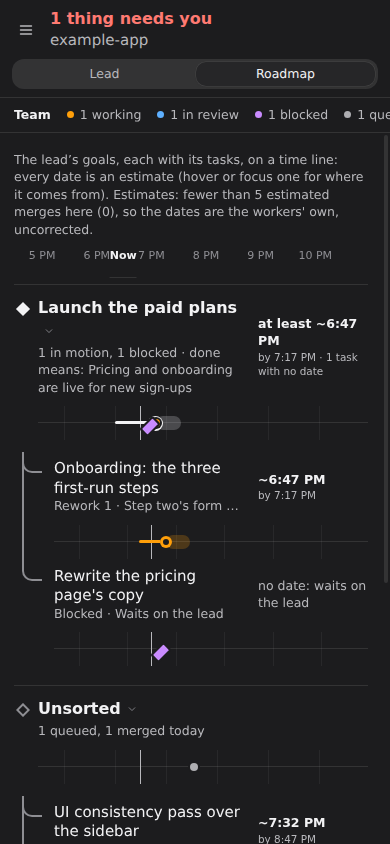 1 thing needs you
example-app
Lead
Roadmap
Team 1 working 1 in review 1 blocked 1 que
The lead’s goals, each with its tasks, on a time line:
every date is an estimate (hover or focus one for where
it comes from). Estimates: fewer than 5 estimated
merges here (0), so the dates are the workers' own,
uncorrected.
5 PM 6 PM Now 7 PM 8 PM 9 PM 10 PM
Launch the paid plans
at least ~6:47
PM
by 7:17 PM · 1 task
with no date
1 in motion, 1 blocked · done
means: Pricing and onboarding
are live for new sign-ups
Onboarding: the three
first-run steps
Rework 1 · Step two's form …
~6:47 PM
by 7:17 PM
Rewrite the pricing
page's copy
Blocked · Waits on the lead
no date: waits on
the lead
Unsorted
1 queued, 1 merged today
UI consistency pass over
the sidebar
~7:32 PM
by 8:47 PM